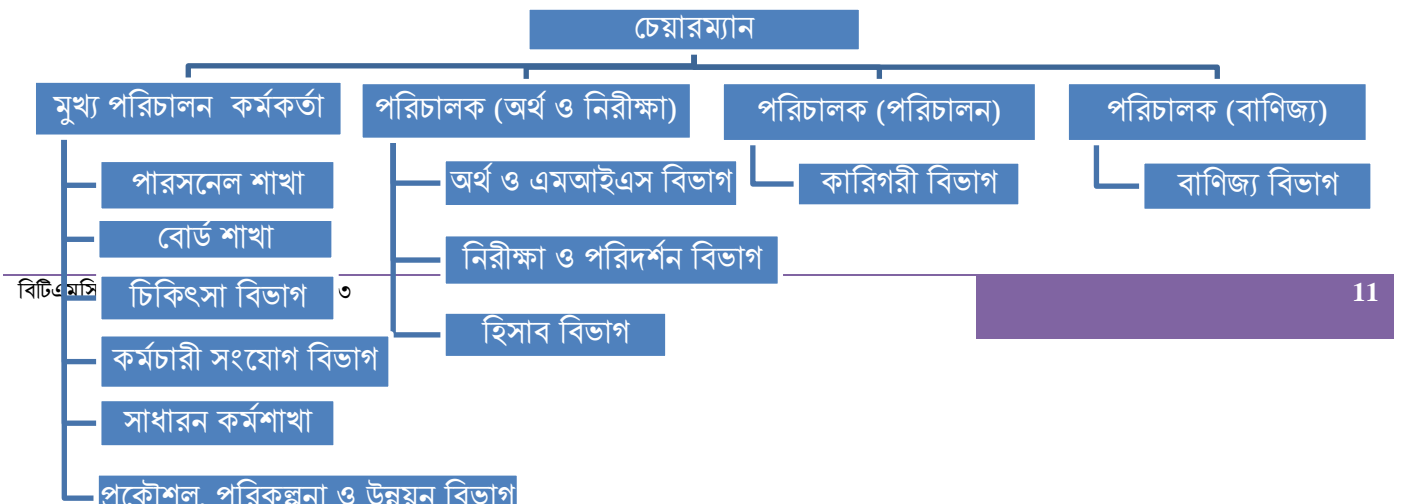 চেয়ারম্যান
মুখ্য পরিচালন কর্মকর্তা
পরিচালক (অর্থ ও নিরীক্ষা)
পরিচালক (পরিচালন)
পরিচালক (বাণিজ্য)
পারসনেল শাখা
অর্থ ও এমআইএস বিভাগ
কারিগরী বিভাগ
বাণিজ্য বিভাগ
বোর্ড শাখা
নিরীক্ষা ও পরিদর্শন বিভাগ
বিটিএমসি
চিকিৎসা বিভাগ
৩
11
হিসাব বিভাগ
কর্মচারী সংযোগ বিভাগ
সাধারন কর্মশাখা
প্রকৌশল, পরিকল্পনা ও উন্নয়ন বিভাগ